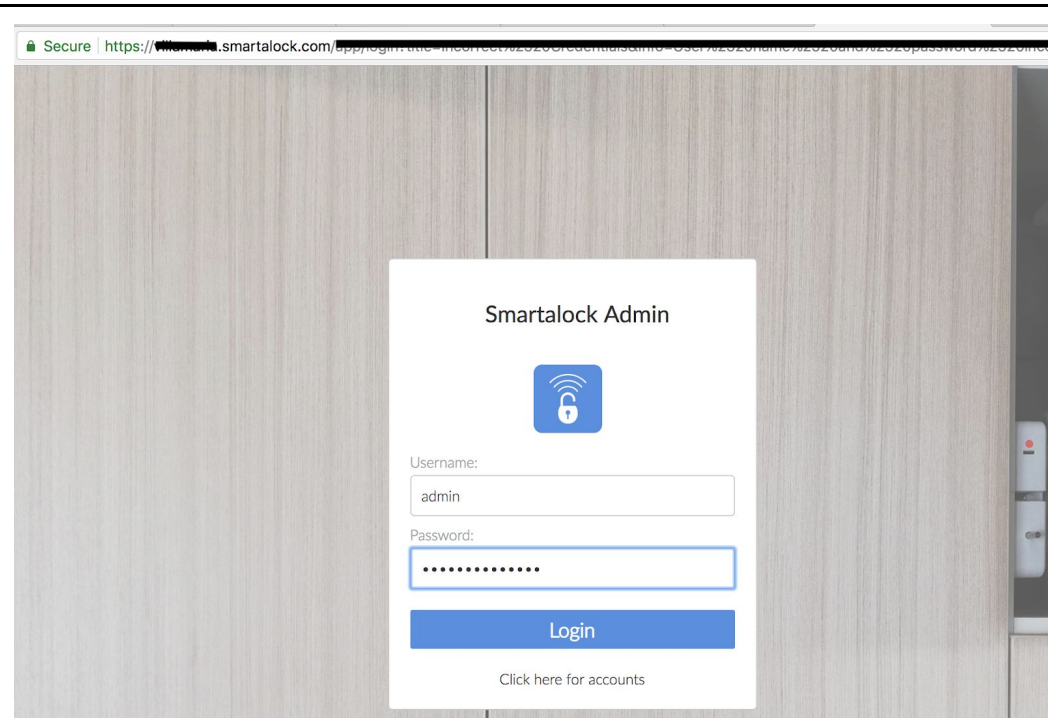 Secure https://
.smartalock.com/
Smartalock Admin
Username:
admin
Password:
••••••••••••••
Login
Click here for accounts